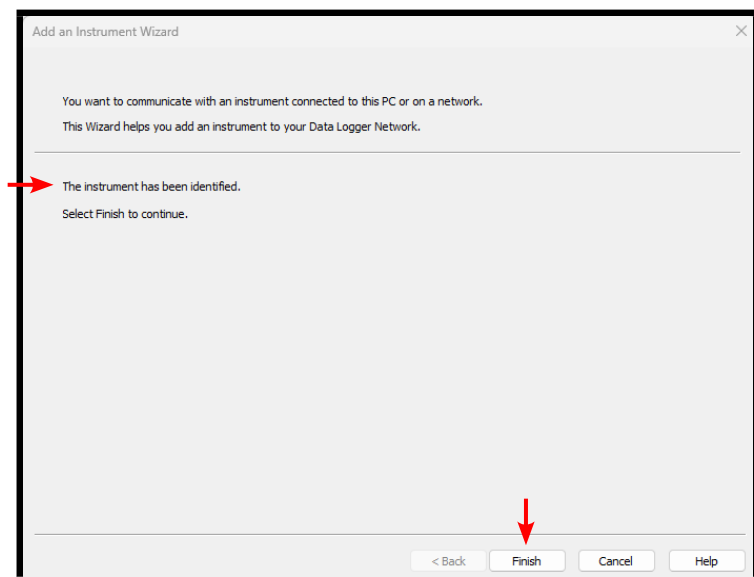 Add an Instrument Wizard
You want to communicate with an instrument connected to this PC or on a network.
This Wizard helps you add an instrument to your Data Logger Network.
The instrument has been identified.
Select Finish to continue.
< Back Finish Cancel Help